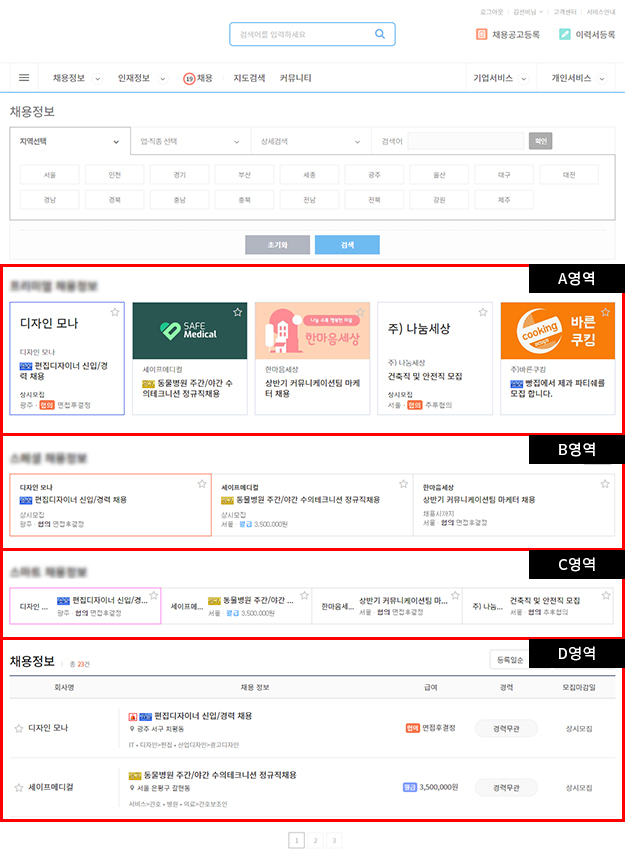 로그아웃 김선비님 고객센터 서비스안내
검색어를 입력하세요
채용공고등록 이력서등록
채용정보 인재정보 19 채용 지도검색 커뮤니티 기업서비스 개인서비스
채용정보
지역선택 업·직종 선택 상세검색 검색어 확인
서울 인천 경기 부산 세종 광주 울산 대구 대전
경남 경북 충남 충북 전남 전북 강원 제주
초기화 검색
A영역
프리미엄 채용정보
디자인 모나
SAFE
Medical
나눔
한마음세상
주) 나눔세상
cooking
바른
쿠킹
디자인 모나
편집디자이너 신입/경력 채용
상시모집
광주 · 협의 면접후결정
세이프메디컬
동물병원 주간/야간 수의테크니션 정규직채용
한마음세상
상반기 커뮤니케이션팀 마케터 채용
주) 나눔세상
건축직 및 안전직 모집
상시모집
서울 · 협의 추후협의
주)바른쿠킹
빵집에서 제과 파티쉐를 모집 합니다.
B영역
스페셜 채용정보
디자인 모나
편집디자이너 신입/경력 채용
상시모집
광주 · 협의 면접후결정
세이프메디컬
동물병원 주간/야간 수의테크니션 정규직채용
상시모집
서울 · 월급 3,500,000원
한마음세상
상반기 커뮤니케이션팀 마케터 채용
채용시까지
서울 · 협의 면접후결정
C영역
스마트 채용정보
디자인 ... 편집디자이너 신입/경...
광주 · 협의 면접후결정
세이프메... 동물병원 주간/야간 ...
서울 · 월급 3,500,000원
한마음세... 상반기 커뮤니케이션팀 마...
서울 · 협의 면접후결정
주) 나눔... 건축직 및 안전직 모집
서울 · 협의 추후협의
D영역
채용정보 총 23건 등록일순
회사명 채용 정보 급여 경력 모집마감일
디자인 모나
편집디자이너 신입/경력 채용
광주 서구 치평동
IT · 디자인>편집 · 산업디자인>광고디자인
협의 면접후결정 경력무관 상시모집
세이프메디컬
동물병원 주간/야간 수의테크니션 정규직채용
서울 은평구 갈현동
서비스>간호 · 병원 · 의료>간호보조인
월급 3,500,000원 경력무관 상시모집
1 2 3